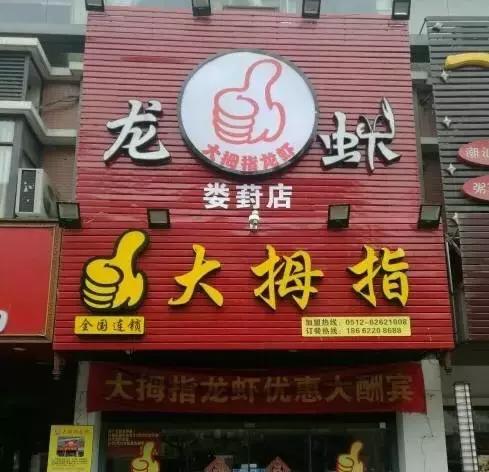 龙 虾
大拇指龙虾
娄葑店
大拇指
全国连锁
加盟热线：0512-62621008
订餐热线：186 6220 8688
大拇指龙虾优惠大酬宾